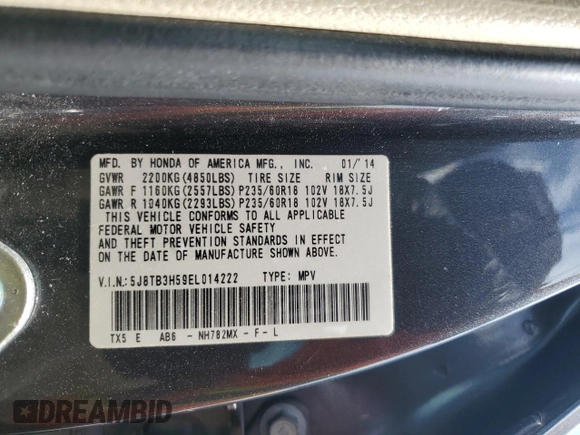 MFD. BY HONDA OF AMERICA MFG., INC. 01/'14
GVWR 2200KG(4850LBS) TIRE SIZE RIM SIZE
GAWR F 1160KG(2557LBS)P235/60R18 102V 18X7.5J
GAWR R 1040KG(2293LBS)P235/60R18 102V 18X7.5J
THIS VEHICLE CONFORMS TO ALL APPLICABLE
FEDERAL MOTOR VEHICLE SAFETY
AND THEFT PREVENTION STANDARDS IN EFFECT
ON THE DATE OF MANUFACTURE SHOWN ABOVE.
V.I.N:5J8TB3H59EL014222 TYPE: MPV
TX5 E AB6 - NH782MX - F - L
DREAMBID